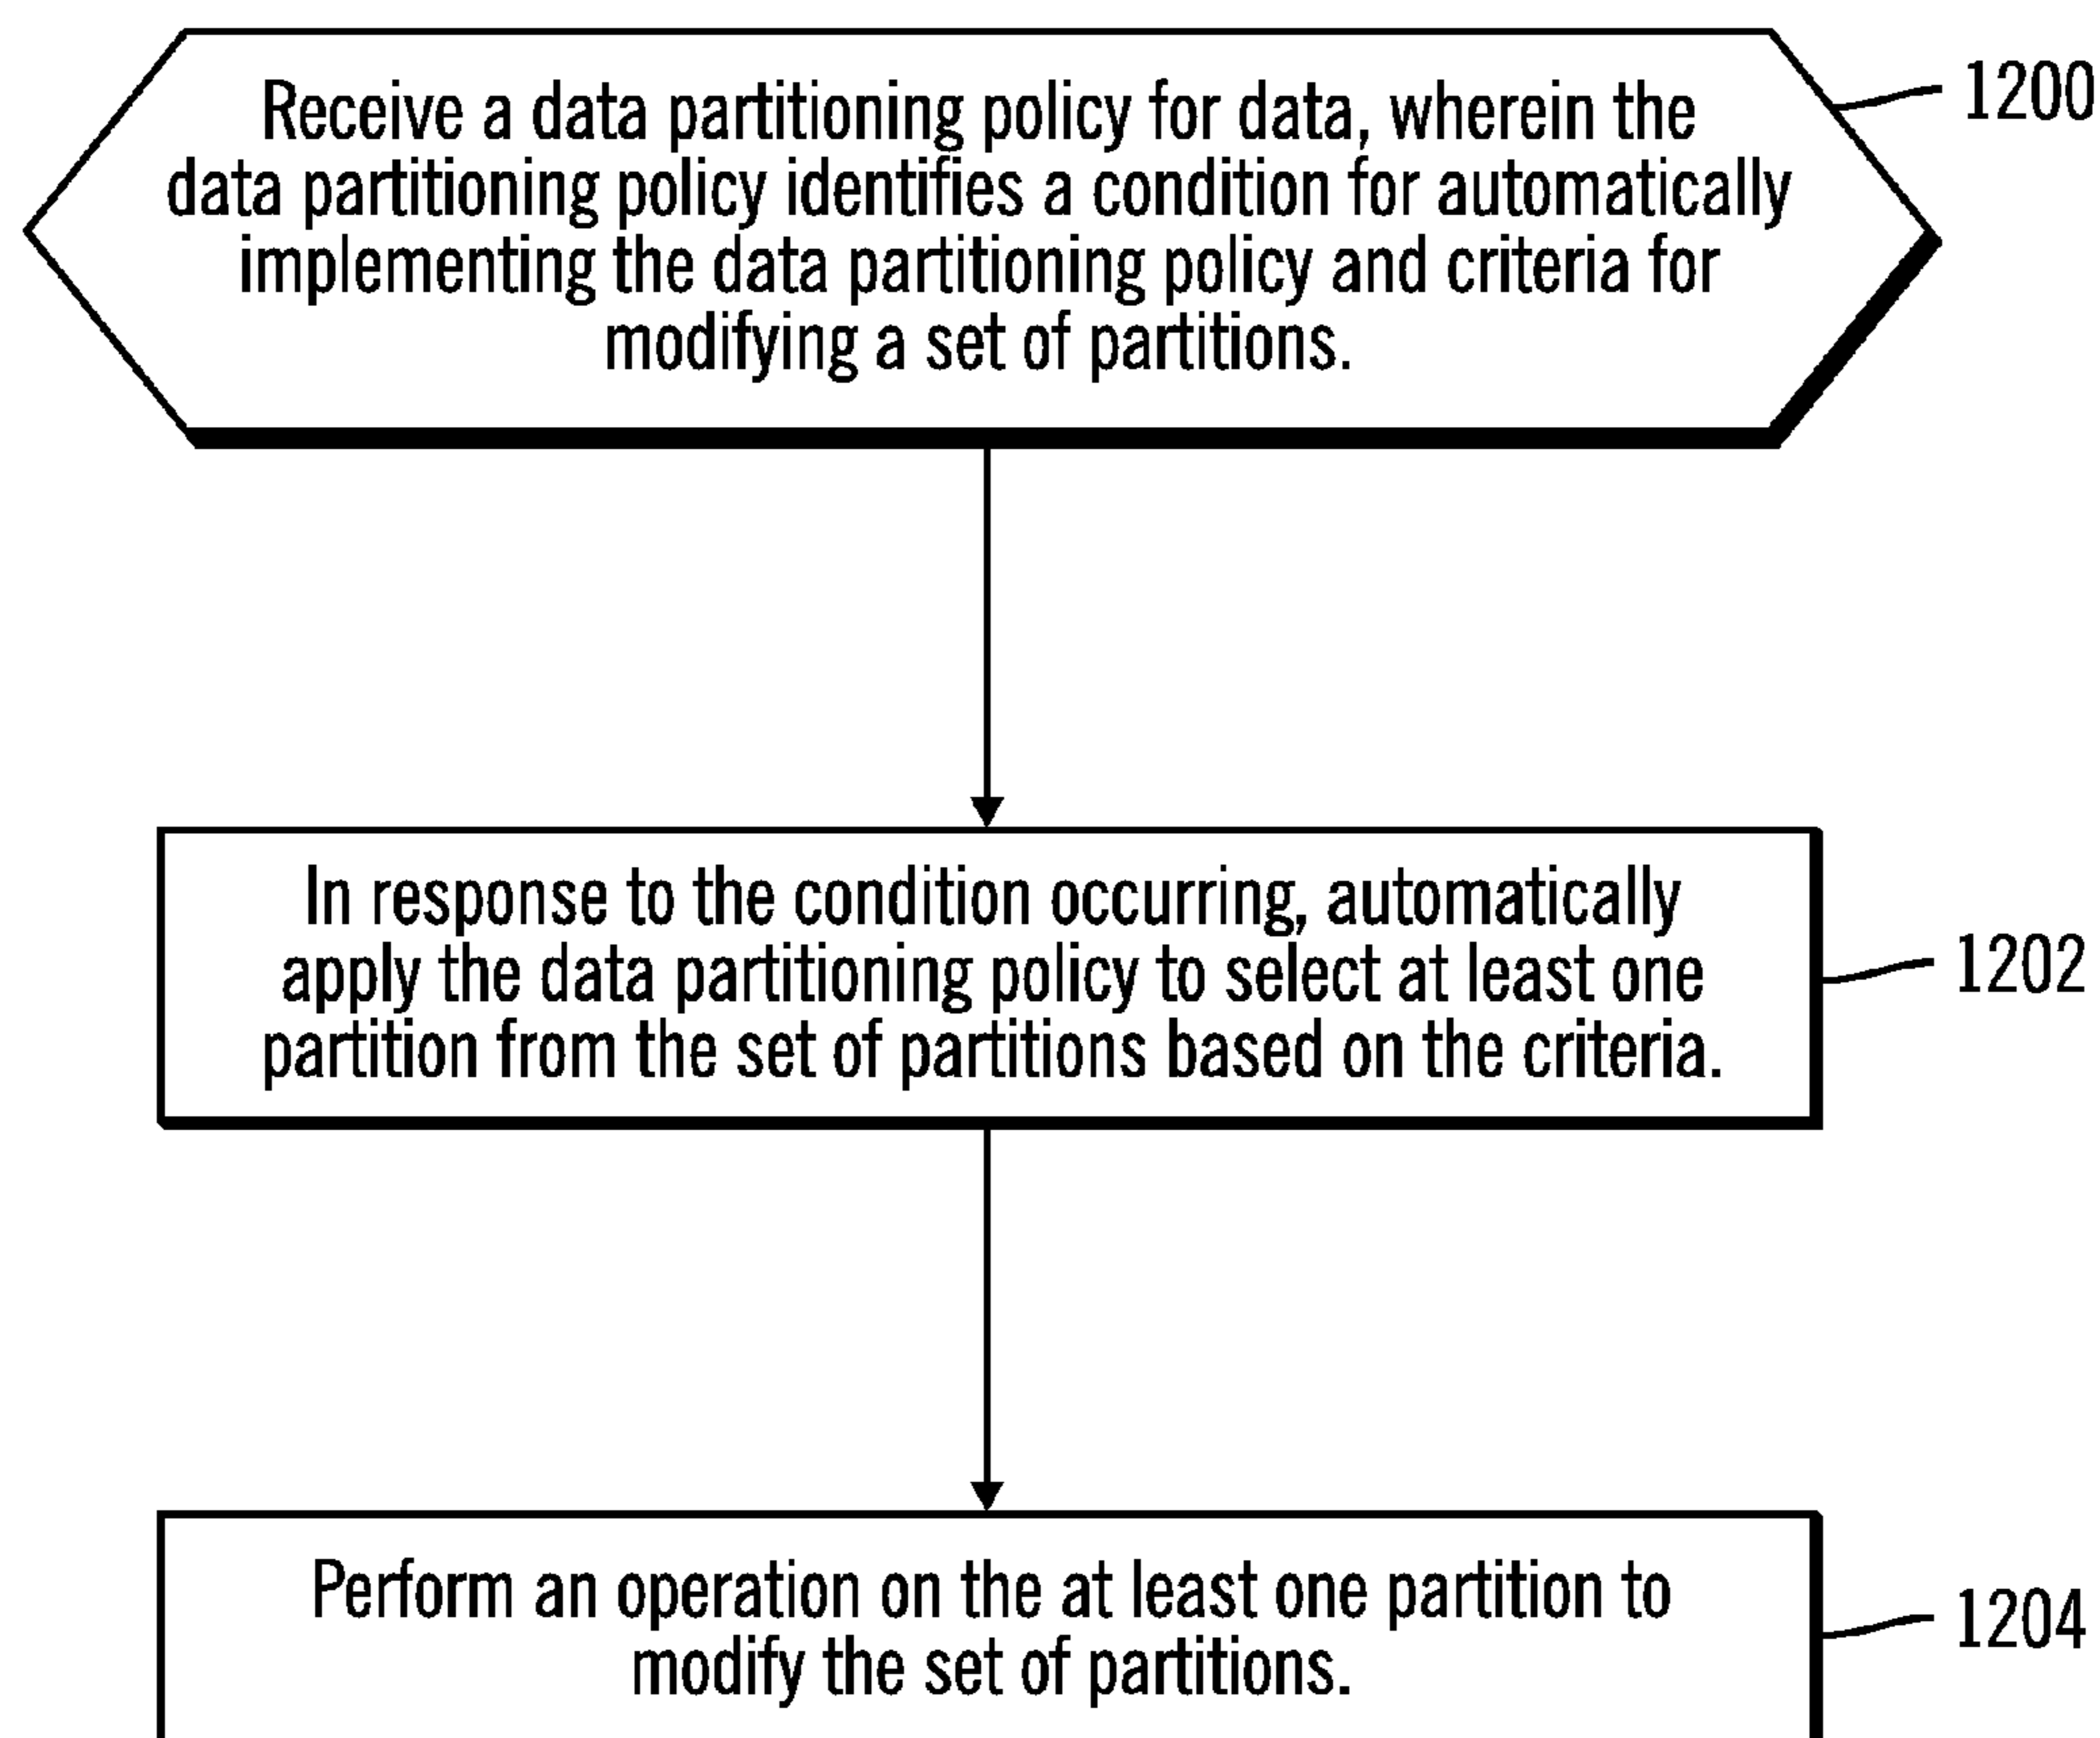 Receive a data partitioning policy for data, wherein the
data partitioning policy identifies a condition for automatically
implementing the data partitioning policy and criteria for
modifying a set of partitions.
1200
In response to the condition occurring, automatically
apply the data partitioning policy to select at least one
partition from the set of partitions based on the criteria.
1202
Perform an operation on the at least one partition to
modify the set of partitions.
1204